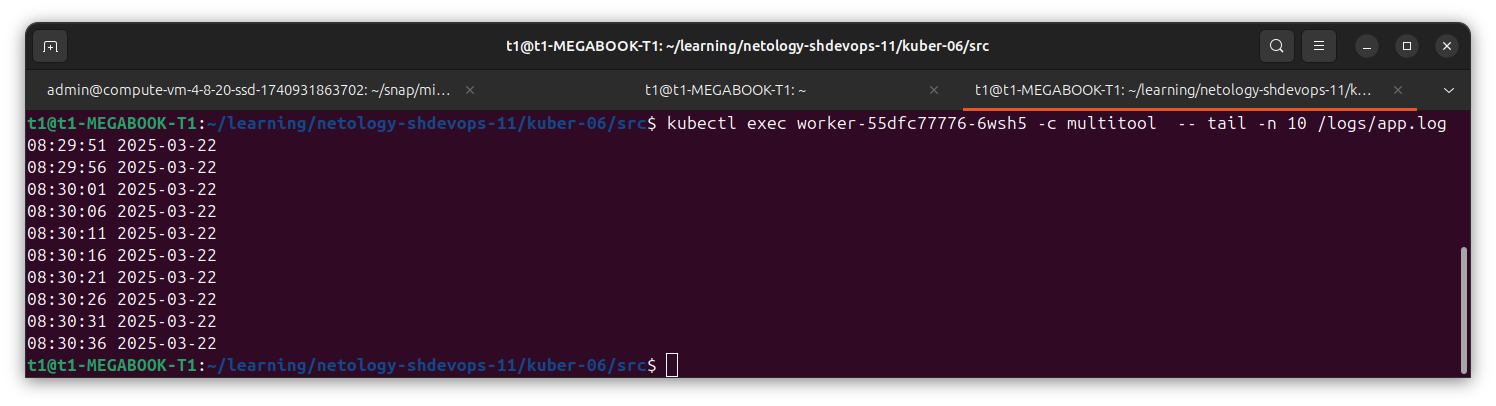 t1@t1-MEGABOOK-T1: ~/learning/netology-shdevops-11/kuber-06/src
admin@compute-vm-4-8-20-ssd-1740931863702: ~/snap/mi…
t1@t1-MEGABOOK-T1: ~
t1@t1-MEGABOOK-T1: ~/learning/netology-shdevops-11/k…
t1@t1-MEGABOOK-T1:~/learning/netology-shdevops-11/kuber-06/src$ kubectl exec worker-55dfc77776-6wsh5 -c multitool  -- tail -n 10 /logs/app.log
08:29:51 2025-03-22
08:29:56 2025-03-22
08:30:01 2025-03-22
08:30:06 2025-03-22
08:30:11 2025-03-22
08:30:16 2025-03-22
08:30:21 2025-03-22
08:30:26 2025-03-22
08:30:31 2025-03-22
08:30:36 2025-03-22
t1@t1-MEGABOOK-T1:~/learning/netology-shdevops-11/kuber-06/src$